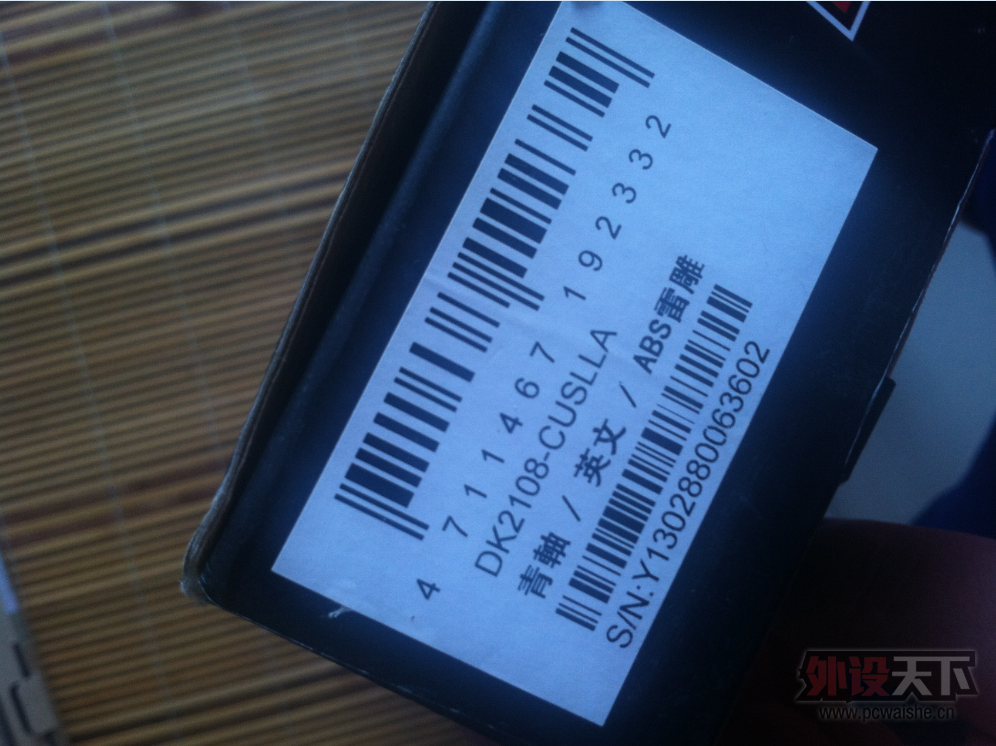 4 711467 192332
DK2108-CUSLLA
青軸 / 英文 / ABS雷雕
S/N:Y1302880063602
外设天下
www.pcwaishe.cn